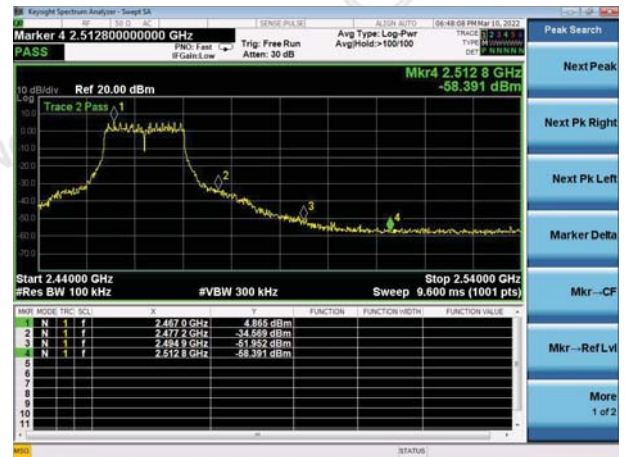 Keysight Spectrum Analyzer - Swept SA
RF 50 Ω AC SENSE:PULSE ALIGN AUTO 06:48:08 PM Mar 10, 2022
Marker 4 2.512800000000 GHz
PNO: Fast
IFGain:Low
Trig: Free Run
Atten: 30 dB
Avg Type: Log-Pwr
Avg|Hold:>100/100
TRACE 1 2 3 4 5 6
TYPE
DET P N N N N N
PASS
Peak Search
Next Peak
Next Pk Right
Next Pk Left
Marker Delta
Mkr→CF
Mkr→Ref Lvl
More
1 of 2
Mkr4 2.512 8 GHz
-58.391 dBm
10 dB/div Ref 20.00 dBm
Log
Trace 2 Pass
10.0
0.00
-20.0
-40.0
-60.0
-70.0
1
2
3
4
Start 2.44000 GHz Stop 2.54000 GHz
#Res BW 100 kHz #VBW 300 kHz Sweep 9.600 ms (1001 pts)
MKR MODE TRC SCL X Y FUNCTION FUNCTION WIDTH FUNCTION VALUE
1 N 1 f 2.467 0 GHz 4.865 dBm
2 N 1 f 2.477 2 GHz -34.569 dBm
3 N 1 f 2.494 9 GHz -51.952 dBm
4 N 1 f 2.512 8 GHz -58.391 dBm
5
6
7
8
9
10
11
MSG STATUS